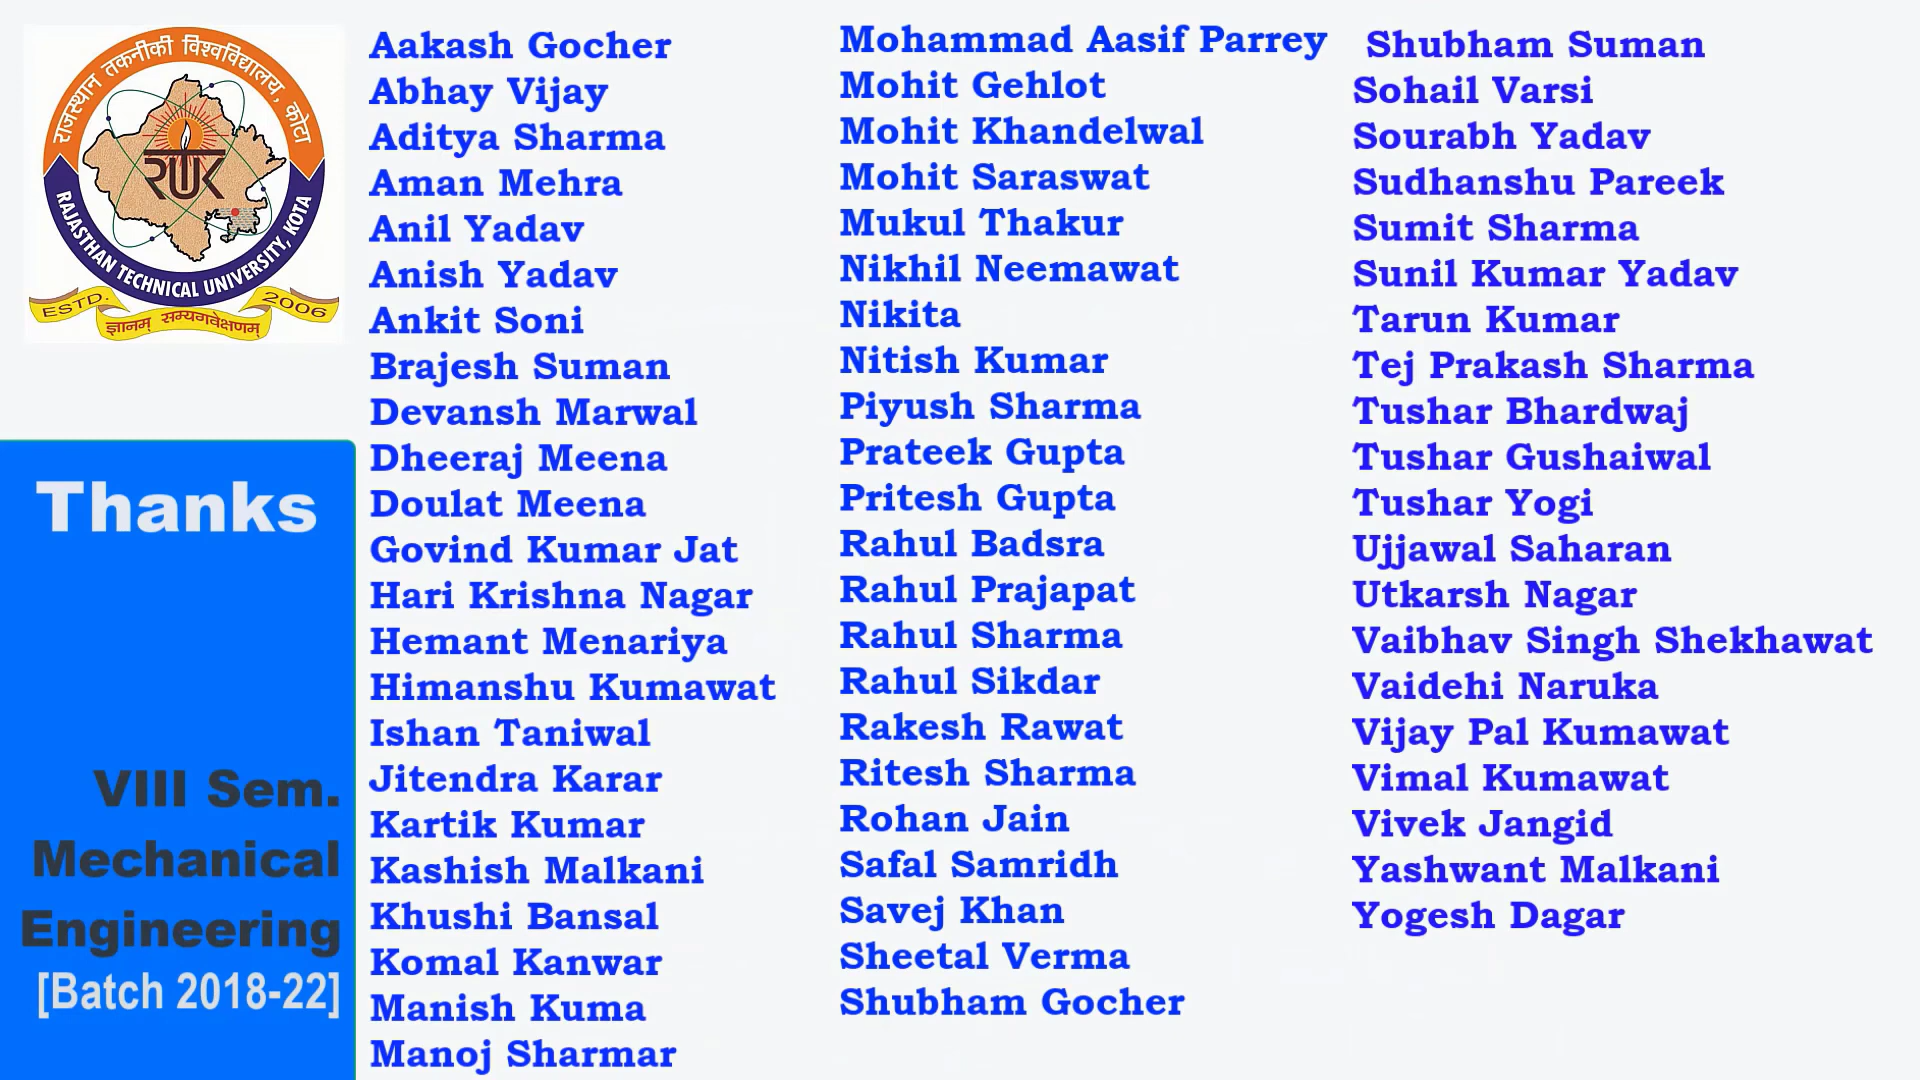 राजस्थान तकनीकी विश्वविद्यालय, कोटा
RTU
RAJASTHAN TECHNICAL UNIVERSITY, KOTA
ESTD. 2006
ज्ञानम् सम्यगवेक्षणम्
Thanks
VIII Sem.
Mechanical
Engineering
[Batch 2018-22]
Aakash Gocher
Abhay Vijay
Aditya Sharma
Aman Mehra
Anil Yadav
Anish Yadav
Ankit Soni
Brajesh Suman
Devansh Marwal
Dheeraj Meena
Doulat Meena
Govind Kumar Jat
Hari Krishna Nagar
Hemant Menariya
Himanshu Kumawat
Ishan Taniwal
Jitendra Karar
Kartik Kumar
Kashish Malkani
Khushi Bansal
Komal Kanwar
Manish Kuma
Manoj Sharmar
Mohammad Aasif Parrey
Mohit Gehlot
Mohit Khandelwal
Mohit Saraswat
Mukul Thakur
Nikhil Neemawat
Nikita
Nitish Kumar
Piyush Sharma
Prateek Gupta
Pritesh Gupta
Rahul Badsra
Rahul Prajapat
Rahul Sharma
Rahul Sikdar
Rakesh Rawat
Ritesh Sharma
Rohan Jain
Safal Samridh
Savej Khan
Sheetal Verma
Shubham Gocher
Shubham Suman
Sohail Varsi
Sourabh Yadav
Sudhanshu Pareek
Sumit Sharma
Sunil Kumar Yadav
Tarun Kumar
Tej Prakash Sharma
Tushar Bhardwaj
Tushar Gushaiwal
Tushar Yogi
Ujjawal Saharan
Utkarsh Nagar
Vaibhav Singh Shekhawat
Vaidehi Naruka
Vijay Pal Kumawat
Vimal Kumawat
Vivek Jangid
Yashwant Malkani
Yogesh Dagar